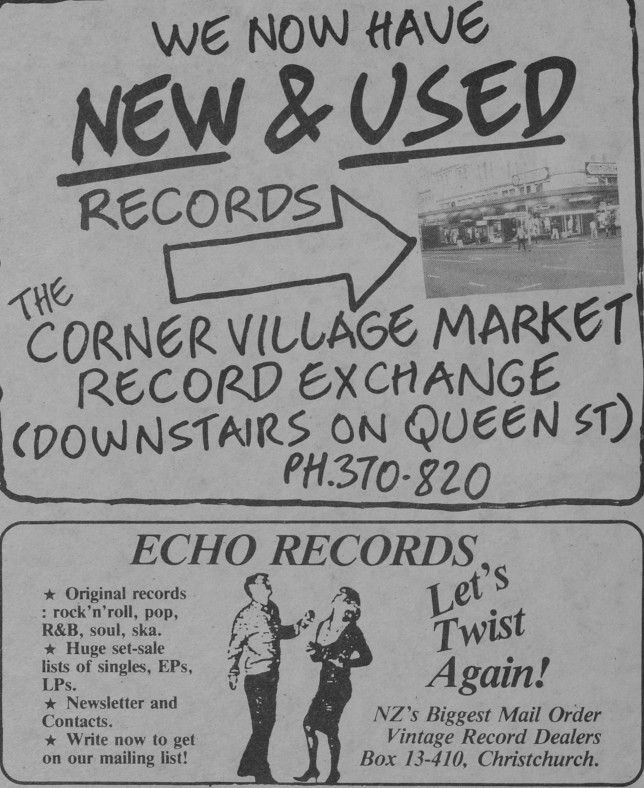 WE NOW HAVE
NEW & USED
RECORDS
THE
CORNER VILLAGE MARKET
RECORD EXCHANGE
(DOWNSTAIRS ON QUEEN ST)
PH.370-820
ECHO RECORDS
★ Original records
: rock'n'roll, pop,
R&B, soul, ska.
★ Huge set-sale
lists of singles, EPs,
LPs.
★ Newsletter and
Contacts.
★ Write now to get
on our mailing list!
Let's
Twist
Again!
NZ's Biggest Mail Order
Vintage Record Dealers
Box 13-410, Christchurch.